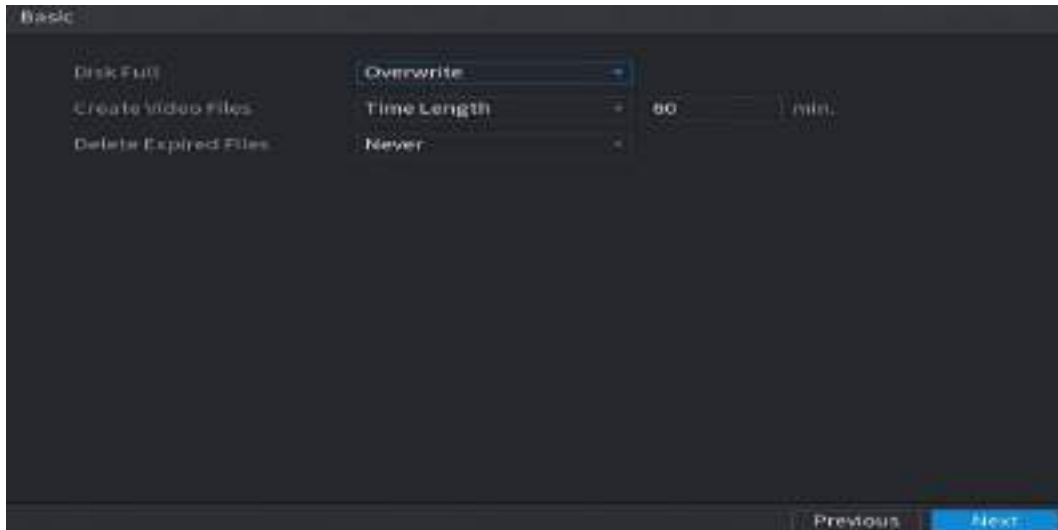 Basic
Disk Full Overwrite
Create Video Files Time Length 60 min.
Delete Expired Files Never
Previous Next